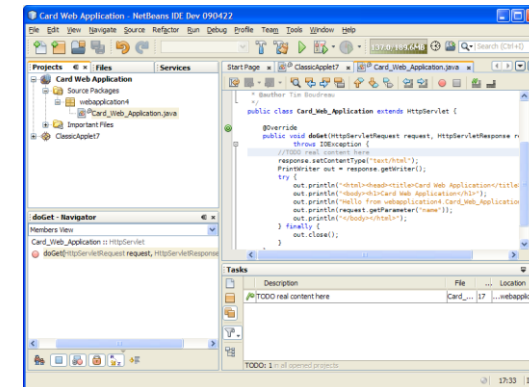 Card Web Application - NetBeans IDE Dev 090422
File Edit View Navigate Source Refactor Run Debug Profile Team Tools Window Help
137.0/189.6MB Search (Ctrl+I)
Projects Files Services
Card Web Application
Source Packages
webapplication4
Card_Web_Application.java
Important Files
ClassicApplet7
Start Page ClassicApplet7 Card_Web_Application.java
* @author Tim Boudreau
*/
public class Card_Web_Application extends HttpServlet {
@Override
public void doGet(HttpServletRequest request, HttpServletResponse re
throws IOException {
//TODO real content here
response.setContentType("text/html");
PrintWriter out = response.getWriter();
try {
out.println("<html><head><title>Card Web Application</title
out.println("<body><h1>Card Web Application</h1>");
out.println("Hello from webapplication4.Card_Web_Application
out.println(request.getParameter("name"));
out.println("</body></html>");
} finally {
out.close();
}
doGet - Navigator
Members View
Card_Web_Application :: HttpServlet
doGet(HttpServletRequest request, HttpServletResponse
Tasks
Description File ... Location
TODO real content here Card_... 17 ...webapplic
TODO: 1 in all opened projects
17:33